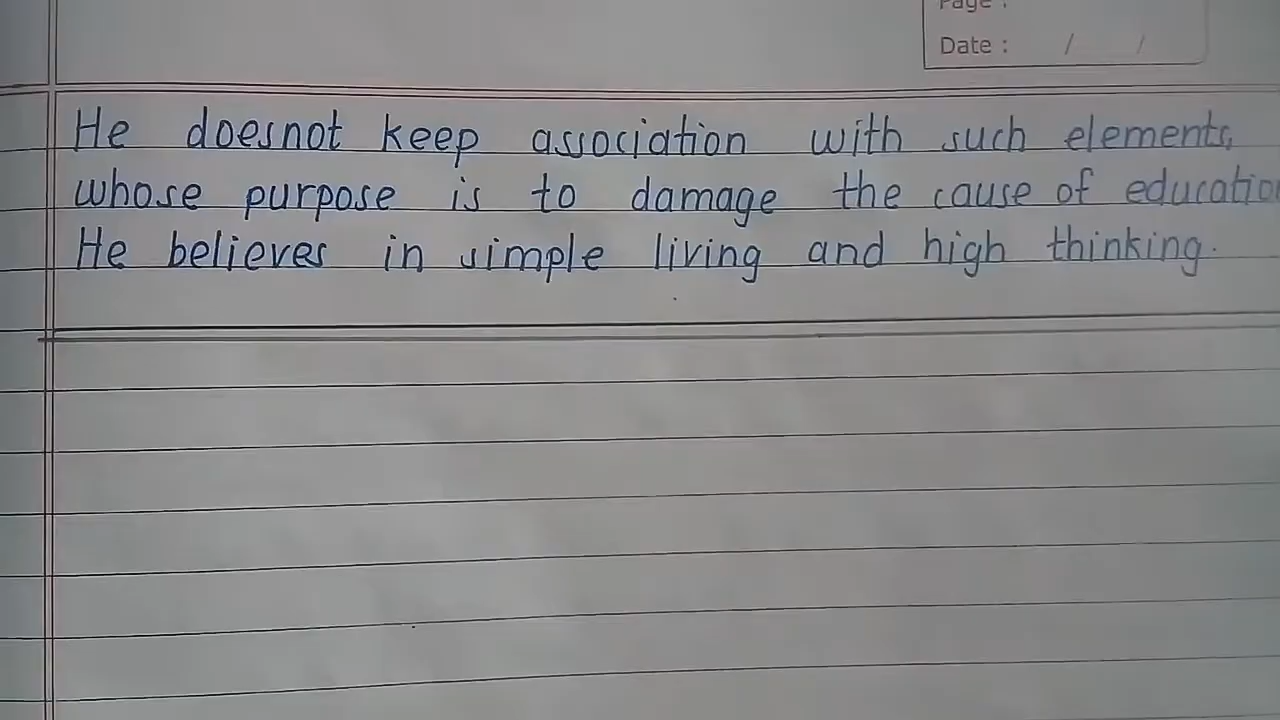 Page :
Date : / /
He doesnot keep association with such elements,
whose purpose is to damage the cause of educatio
He believes in simple living and high thinking.